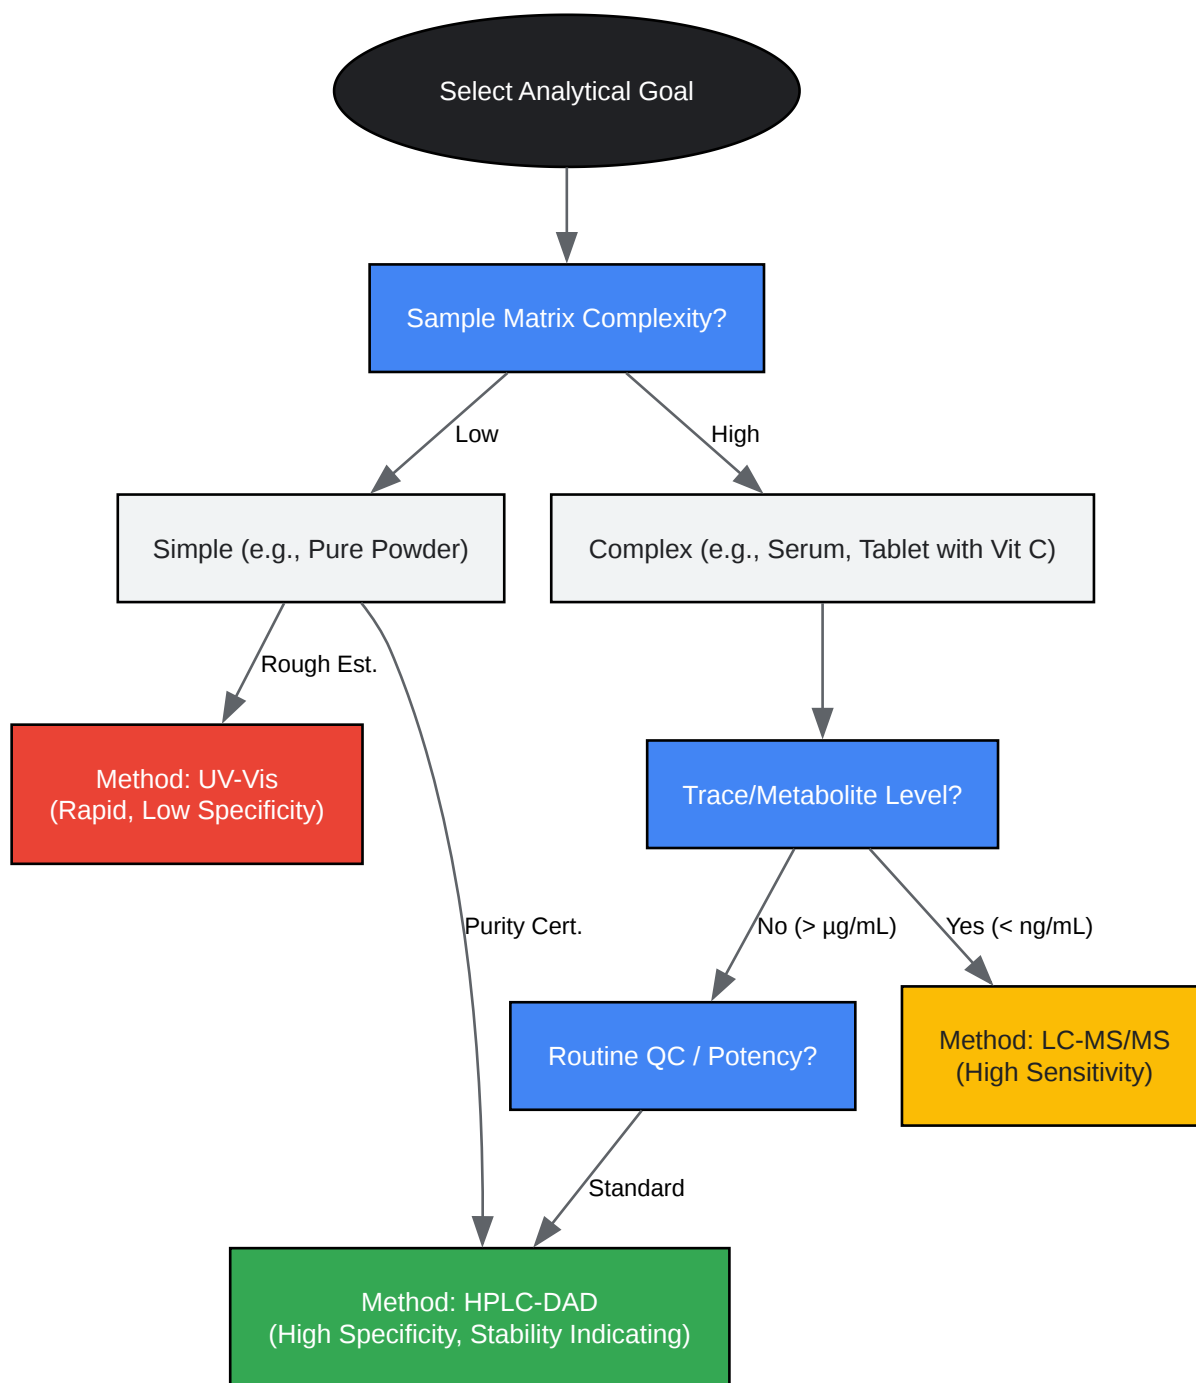 Select Analytical Goal
Sample Matrix Complexity?
Low
High
Simple (e.g., Pure Powder)
Complex (e.g., Serum, Tablet with Vit C)
Rough Est.
Method: UV-Vis
(Rapid, Low Specificity)
Trace/Metabolite Level?
Purity Cert.
No (> µg/mL)
Yes (< ng/mL)
Routine QC / Potency?
Method: LC-MS/MS
(High Sensitivity)
Standard
Method: HPLC-DAD
(High Specificity, Stability Indicating)